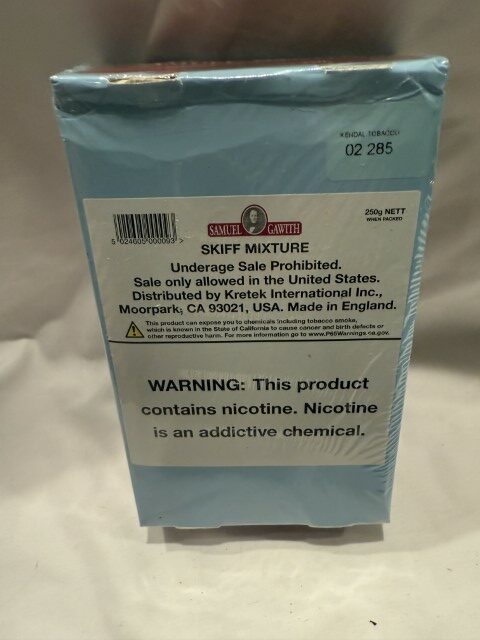 KENDAL TOBACCO
02 285
5 024605 000093 >
SAMUEL GAWITH
250g NETT
WHEN PACKED
SKIFF MIXTURE
Underage Sale Prohibited.
Sale only allowed in the United States.
Distributed by Kretek International Inc.,
Moorpark, CA 93021, USA. Made in England.
This product can expose you to chemicals including tobacco smoke,
which is known in the State of California to cause cancer and birth defects or
other reproductive harm. For more information go to www.P65Warnings.ca.gov.
WARNING: This product
contains nicotine. Nicotine
is an addictive chemical.